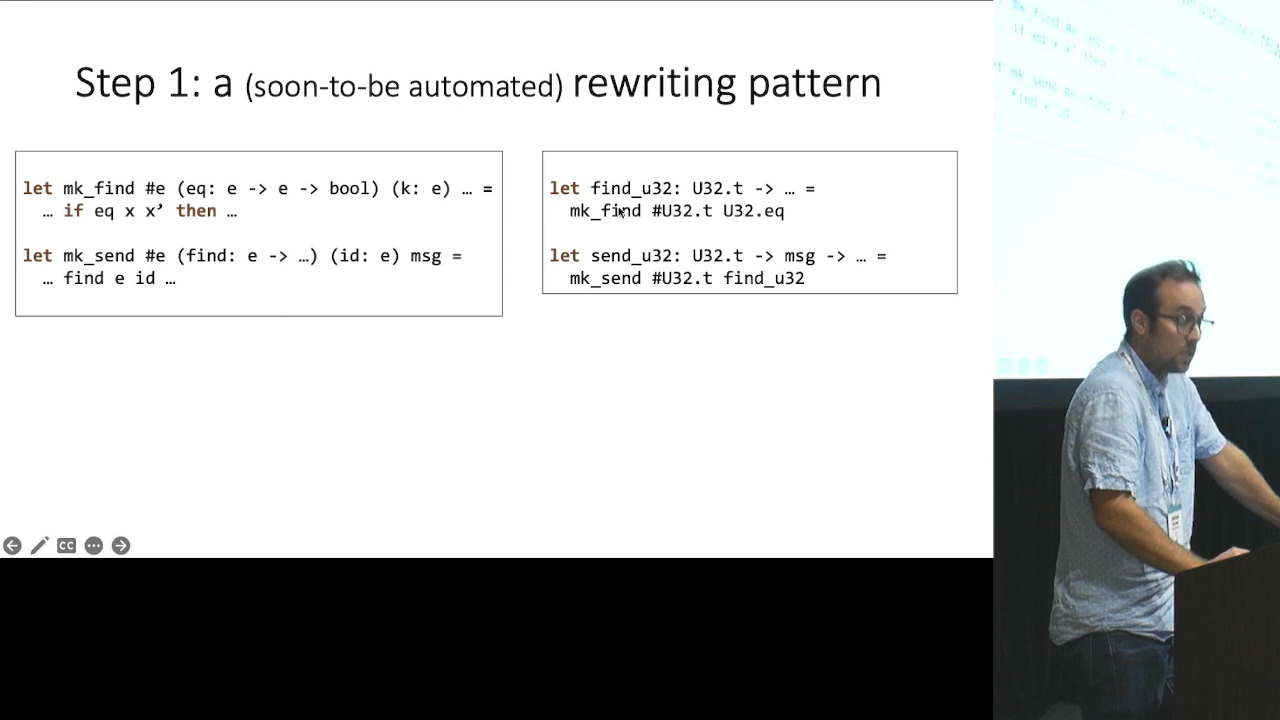 Step 1: a (soon-to-be automated) rewriting pattern
let mk_find #e (eq: e -> e -> bool) (k: e) … =
… if eq x x’ then …
let mk_send #e (find: e -> …) (id: e) msg =
… find e id …
let find_u32: U32.t -> … =
mk_find #U32.t U32.eq
let send_u32: U32.t -> msg -> … =
mk_send #U32.t find_u32
CC